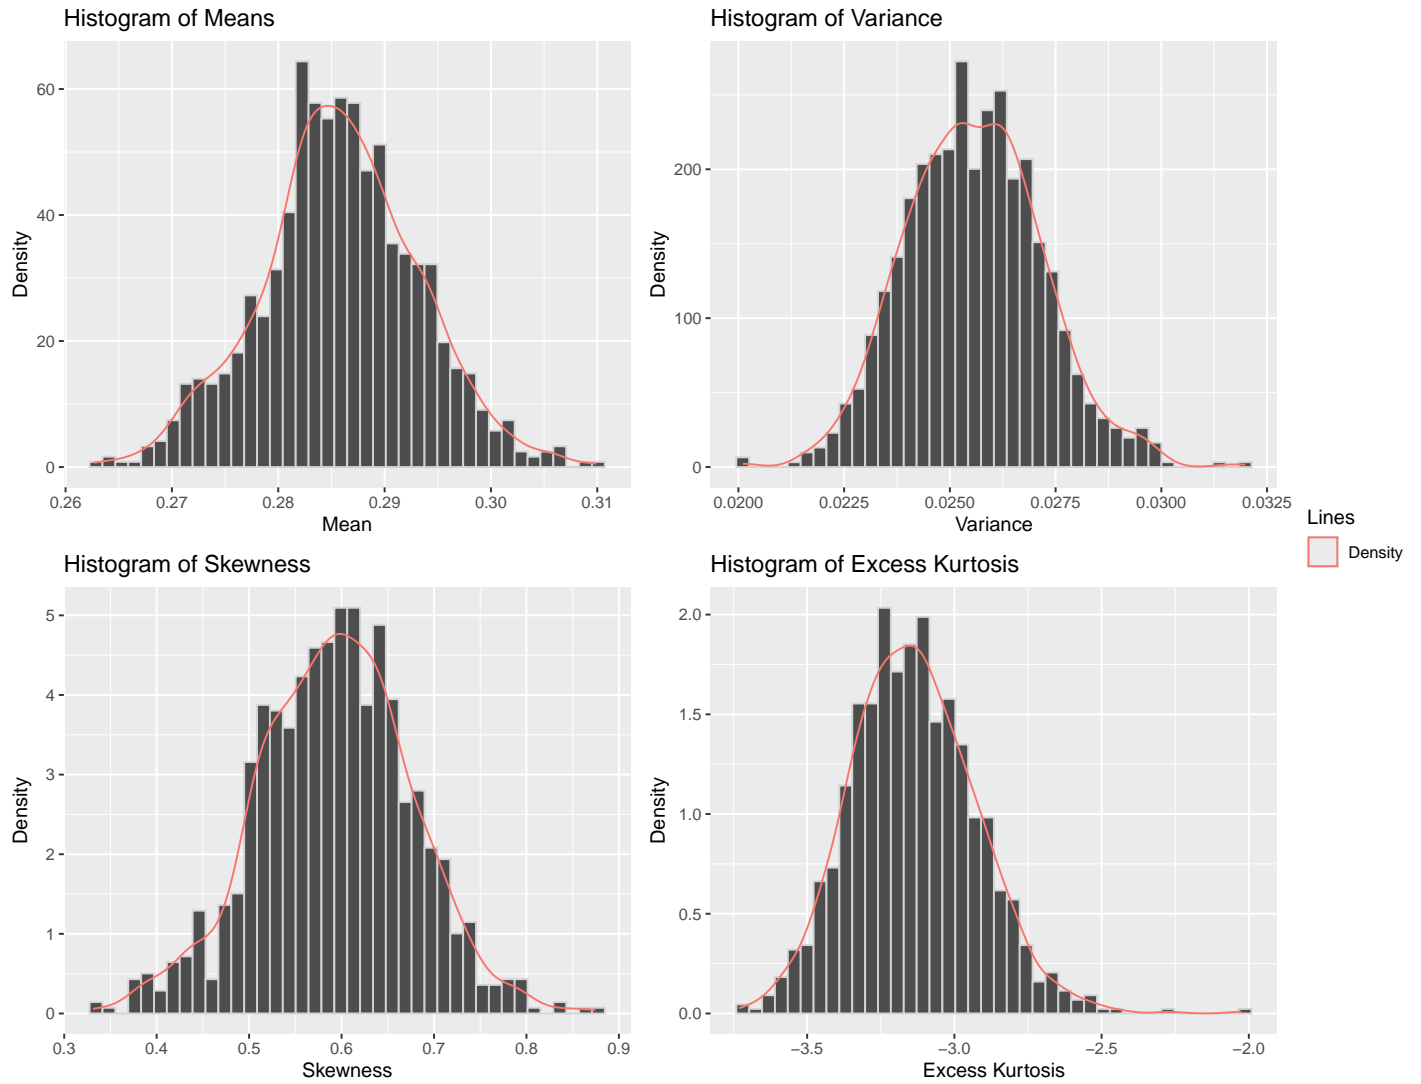 Histogram of Means
Density
60
40
20
0
0.26 0.27 0.28 0.29 0.30 0.31
Mean
Histogram of Variance
Density
200
100
0
0.0200 0.0225 0.0250 0.0275 0.0300 0.0325
Variance
Histogram of Skewness
Density
5
4
3
2
1
0
0.3 0.4 0.5 0.6 0.7 0.8 0.9
Skewness
Histogram of Excess Kurtosis
Density
2.0
1.5
1.0
0.5
0.0
−3.5 −3.0 −2.5 −2.0
Excess Kurtosis
Lines
Density